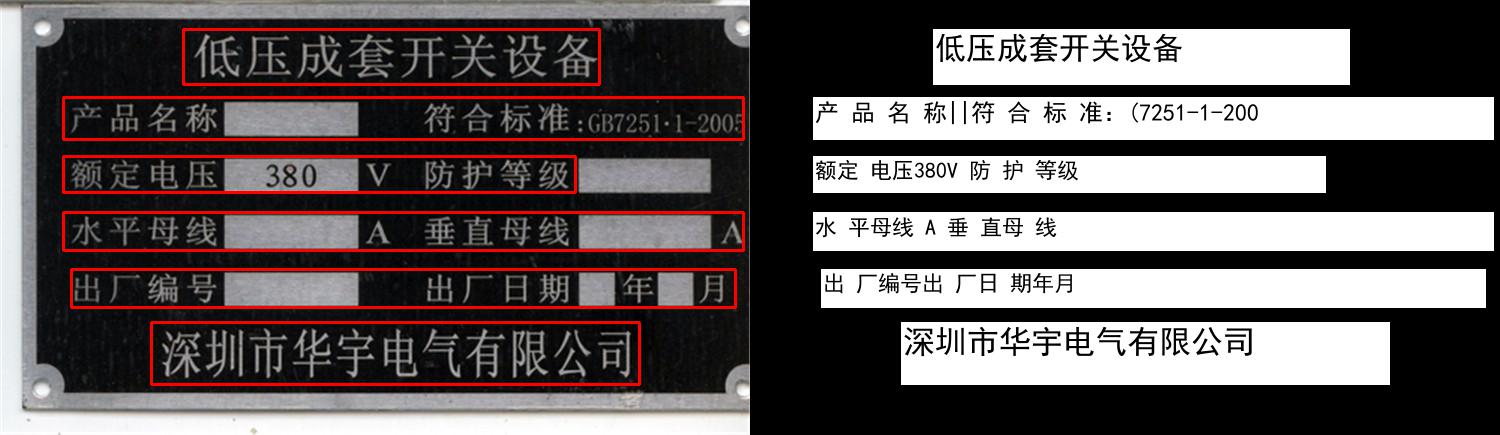 低压成套开关设备
产品名称 符合标准:GB7251·1-2005
额定电压 380 V 防护等级
水平母线 A 垂直母线 A
出厂编号 出厂日期 年 月
深圳市华宇电气有限公司
低压成套开关设备
产 品 名 称||符 合 标 准: (7251-1-200
额定 电压380V 防 护 等级
水 平母线 A 垂 直母 线
出 厂编号出 厂日 期年月
深圳市华宇电气有限公司